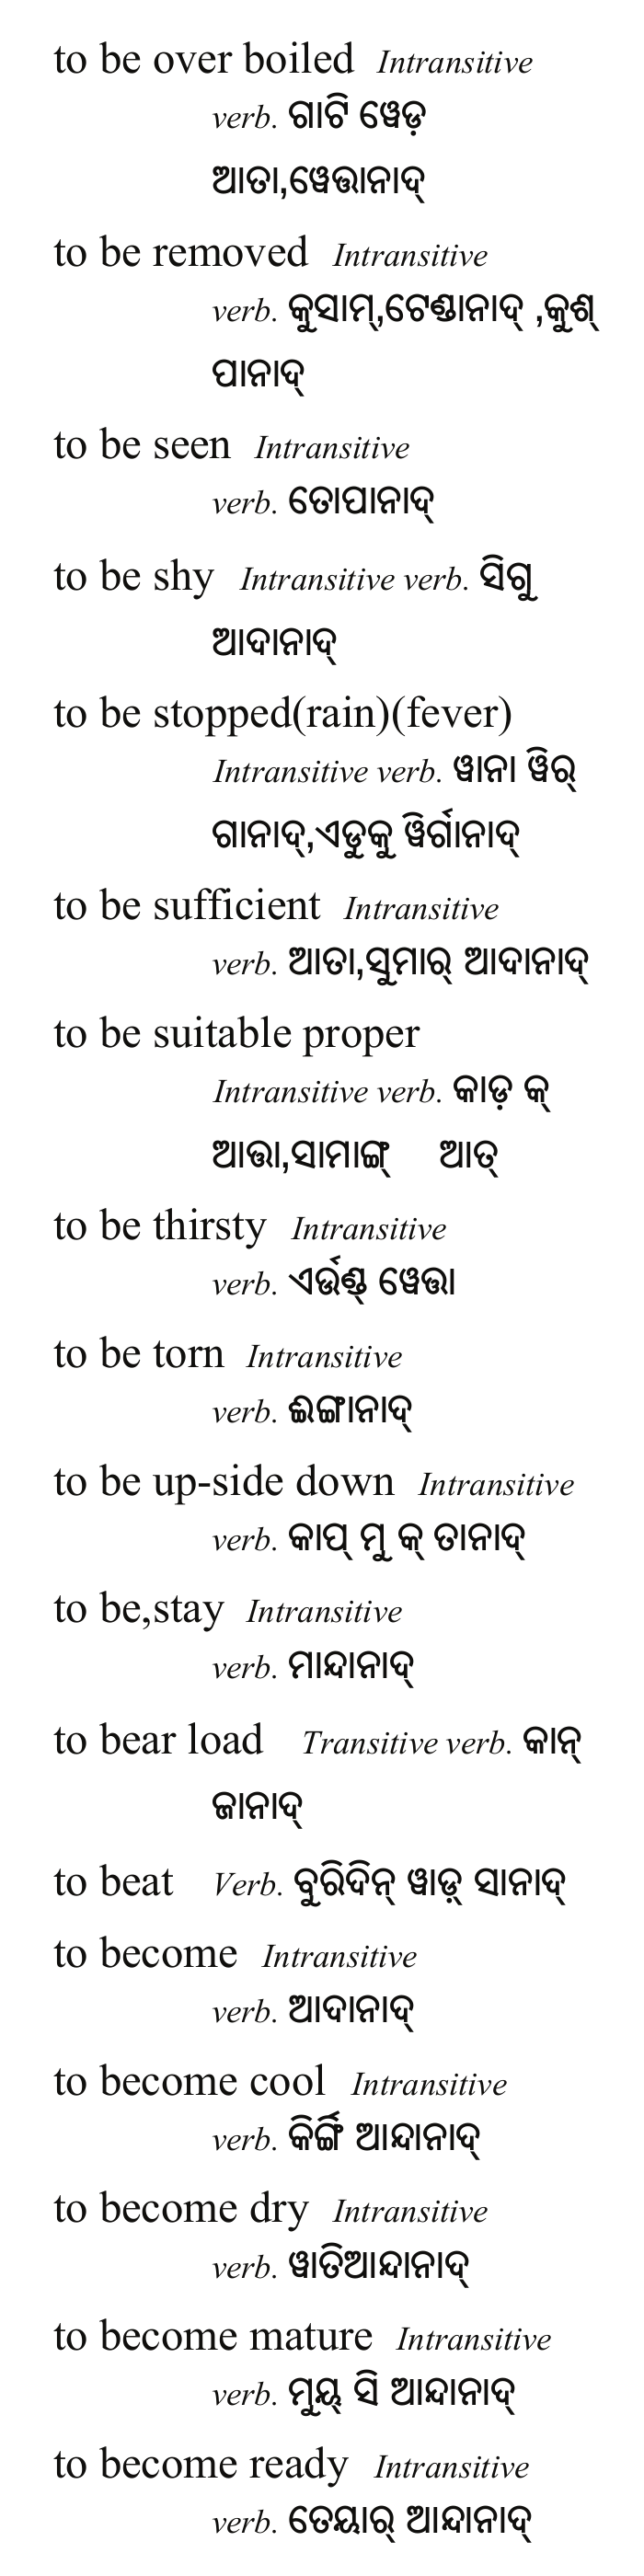 to be over boiled Intransitive
verb. ଗାଟି ୱେଡ଼
ଆତା,ୱେତ୍ତାନାଦ୍
to be removed Intransitive
verb. କୁସାମ୍,ଟେଣ୍ଡାନାଦ୍ ,କୁଶ୍
ପାନାଦ୍
to be seen Intransitive
verb. ତୋପାନାଦ୍
to be shy Intransitive verb. ସିଗୁ
ଆଦାନାଦ୍
to be stopped(rain)(fever)
Intransitive verb. ୱାନା ୱିର୍
ଗାନାଦ୍,ଏଡୁକୁ ୱିର୍ଗାନାଦ୍
to be sufficient Intransitive
verb. ଆତା,ସୁମାର୍ ଆଦାନାଦ୍
to be suitable proper
Intransitive verb. କାଡ଼ କ୍
ଆତ୍ତା,ସାମାଙ୍ଗ୍ ଆତ୍
to be thirsty Intransitive
verb. ଏର୍ଉଣ୍ଡ୍ ୱେତ୍ତା
to be torn Intransitive
verb. ଈଙ୍ଗାନାଦ୍
to be up-side down Intransitive
verb. କାପ୍ ମୁ କ୍ ତାନାଦ୍
to be,stay Intransitive
verb. ମାନ୍ଦାନାଦ୍
to bear load Transitive verb. କାନ୍
ଜାନାଦ୍
to beat Verb. ବୁରିଦିନ୍ ୱାଡ଼୍ ସାନାଦ୍
to become Intransitive
verb. ଆଦାନାଦ୍
to become cool Intransitive
verb. କିର୍ଙ୍ଗି ଆନ୍ଦାନାଦ୍
to become dry Intransitive
verb. ୱାତିଆନ୍ଦାନାଦ୍
to become mature Intransitive
verb. ମୁୟ୍ ସି ଆନ୍ଦାନାଦ୍
to become ready Intransitive
verb. ତେୟାର୍ ଆନ୍ଦାନାଦ୍